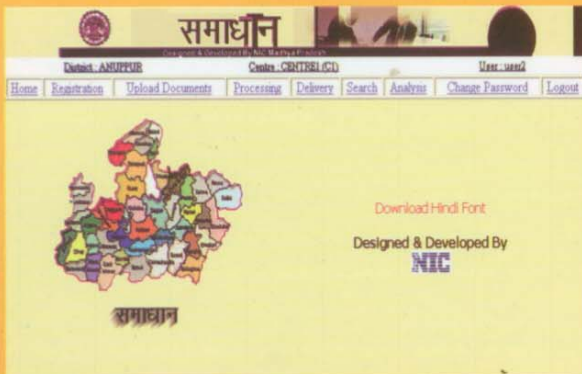 समाधान
Designed & Developed By NIC Madhya Pradesh
District : ANUPPUR Centre : CENTRE1 (C1) User : user2
Home Registration Upload Documents Processing Delivery Search Analysis Change Password Logout
Download Hindi Font
Designed & Developed By
NIC
समाधान